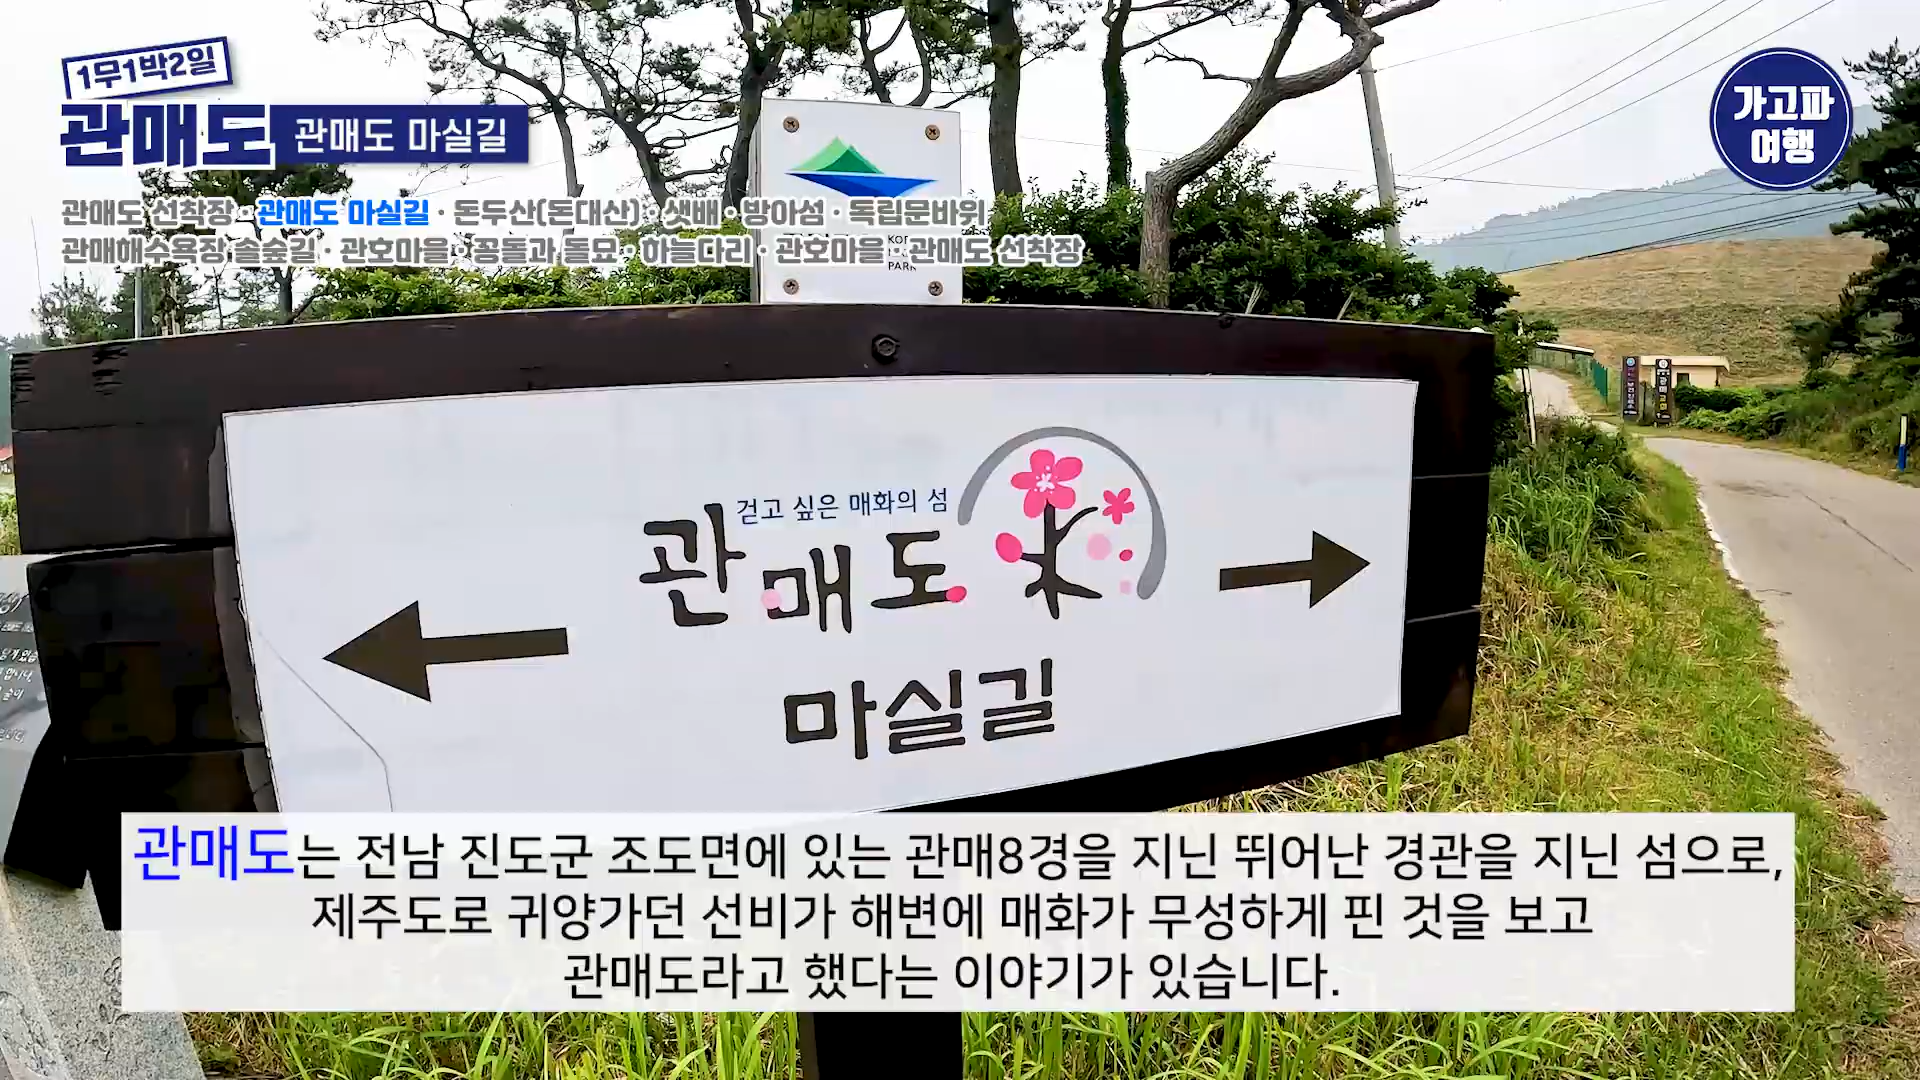 1무1박2일
관매도 관매도 마실길
가고파
여행
관매도 선착장 · 관매도 마실길 · 돈두산(돈대산) · 샛배 · 방아섬 · 독립문바위
관매해수욕장 솔숲길 · 관호마을 · 꽁돌과 돌묘 · 하늘다리 · 관호마을 · 관매도 선착장
PARK
걷고 싶은 매화의 섬
관매도
마실길
관매도는 전남 진도군 조도면에 있는 관매8경을 지닌 뛰어난 경관을 지닌 섬으로,
제주도로 귀양가던 선비가 해변에 매화가 무성하게 핀 것을 보고
관매도라고 했다는 이야기가 있습니다.